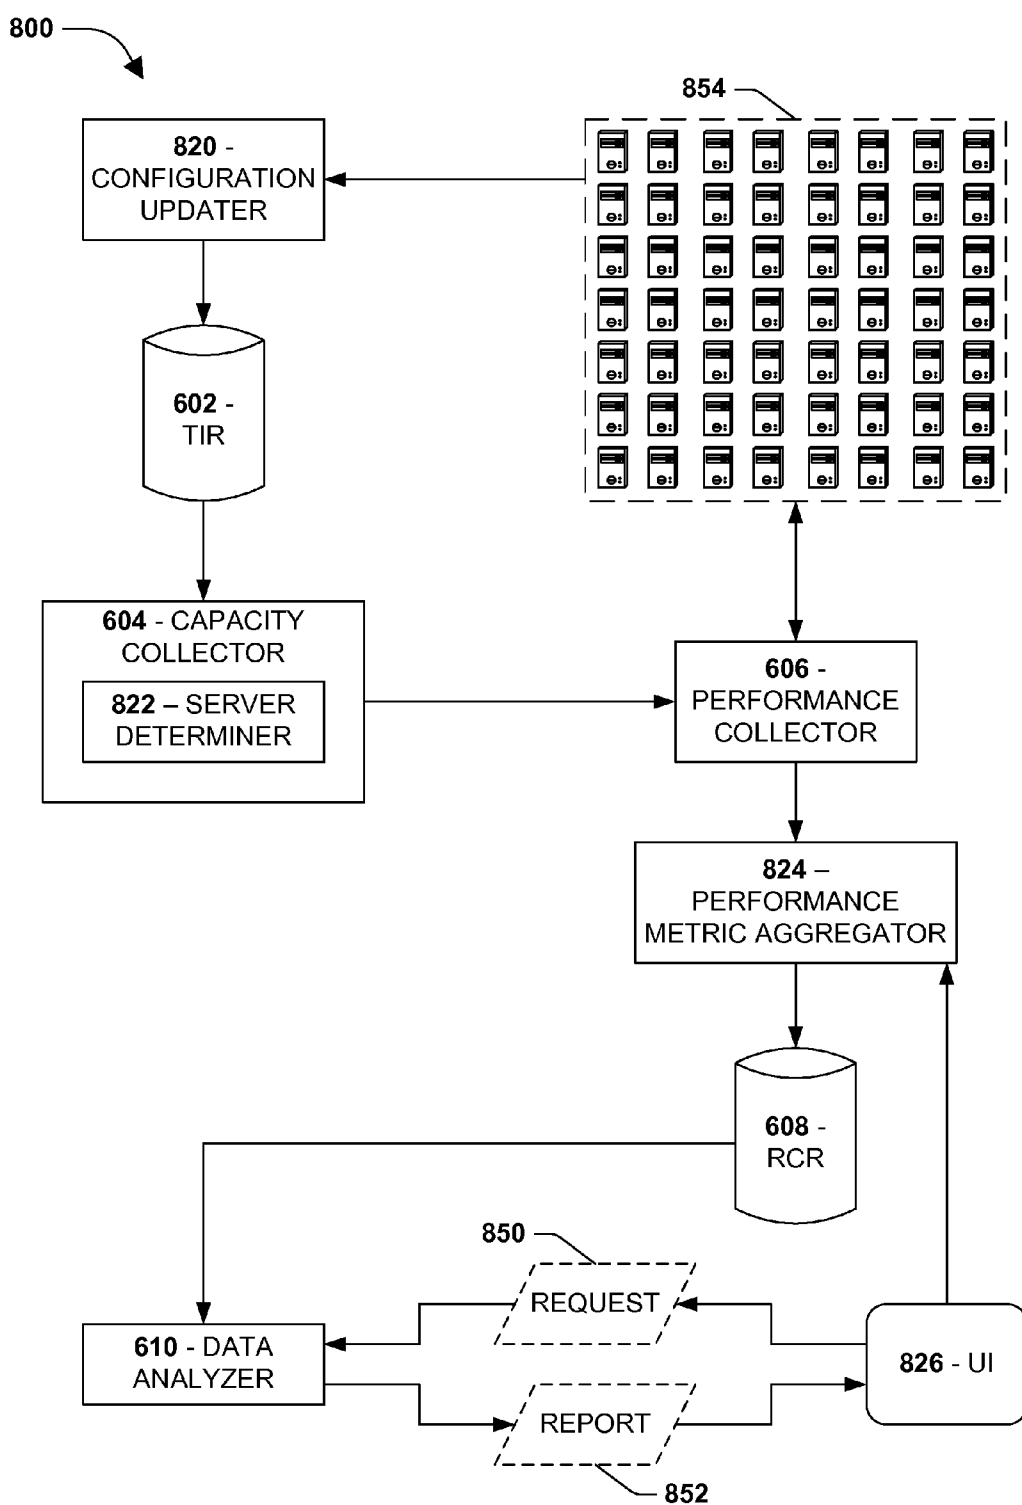 800
854
820 -
CONFIGURATION
UPDATER
602 -
TIR
604 - CAPACITY
COLLECTOR
822 – SERVER
DETERMINER
606 -
PERFORMANCE
COLLECTOR
824 –
PERFORMANCE
METRIC AGGREGATOR
608 -
RCR
850
REQUEST
610 - DATA
ANALYZER
826 - UI
REPORT
852